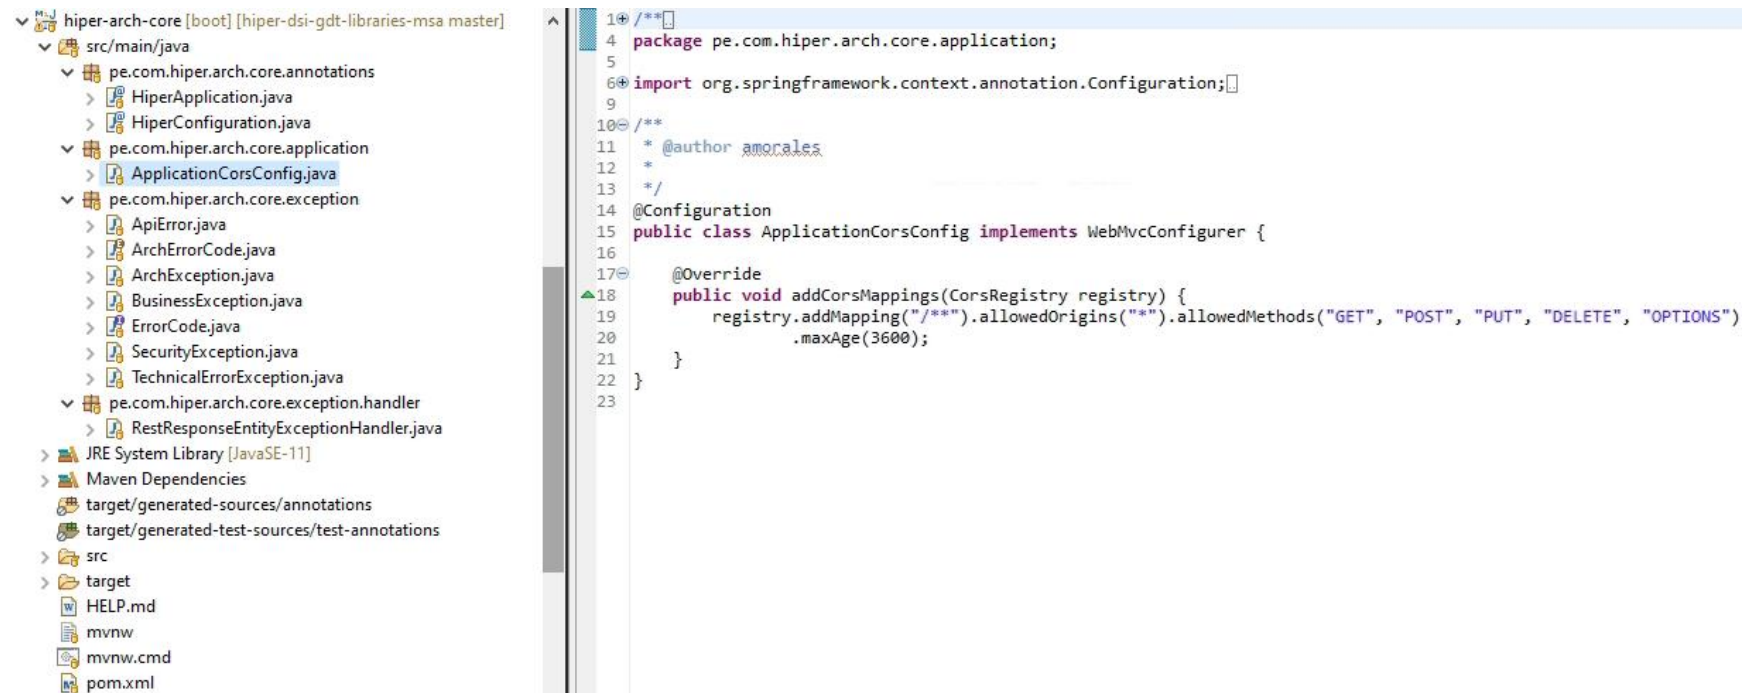 hiper-arch-core [boot] [hiper-dsi-gdt-libraries-msa master]
src/main/java
pe.com.hiper.arch.core.annotations
HiperApplication.java
HiperConfiguration.java
pe.com.hiper.arch.core.application
ApplicationCorsConfig.java
pe.com.hiper.arch.core.exception
ApiError.java
ArchErrorCode.java
ArchException.java
BusinessException.java
ErrorCode.java
SecurityException.java
TechnicalErrorException.java
pe.com.hiper.arch.core.exception.handler
RestResponseEntityExceptionHandler.java
JRE System Library [JavaSE-11]
Maven Dependencies
target/generated-sources/annotations
target/generated-test-sources/test-annotations
src
target
HELP.md
mvnw
mvnw.cmd
pom.xml
1 /**
4 package pe.com.hiper.arch.core.application;
5
6 import org.springframework.context.annotation.Configuration;
9
10 /**
11  * @author amorales
12  *
13  */
14 @Configuration
15 public class ApplicationCorsConfig implements WebMvcConfigurer {
16
17     @Override
18     public void addCorsMappings(CorsRegistry registry) {
19         registry.addMapping("/**").allowedOrigins("*").allowedMethods("GET", "POST", "PUT", "DELETE", "OPTIONS")
20                 .maxAge(3600);
21     }
22 }
23